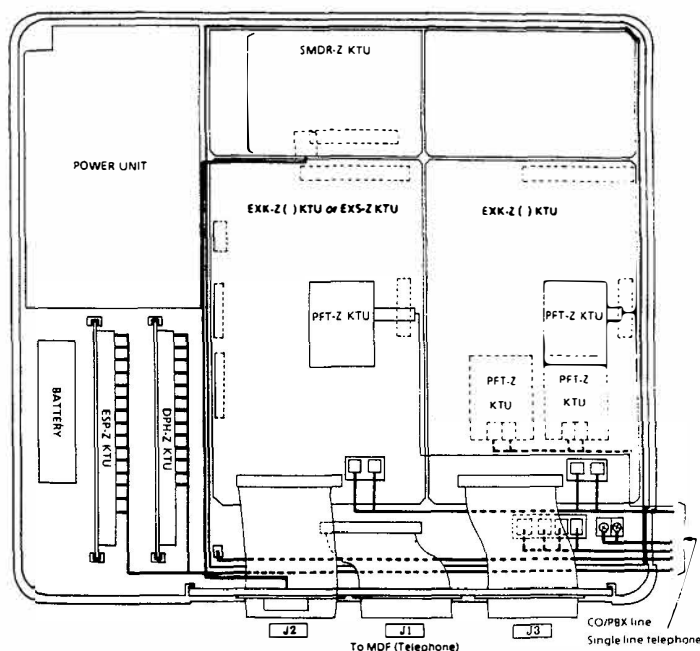 SMDR-Z KTU
POWER UNIT
EXK-Z ( ) KTU or EXS-Z KTU
EXK-Z ( ) KTU
PFT-Z KTU
PFT-Z KTU
PFT-Z
KTU
PFT-Z
KTU
BATTERY
ESP-Z KTU
DPH-Z KTU
J2
J1
J3
To MDF (Telephone)
CO/PBX line
Single line telephone